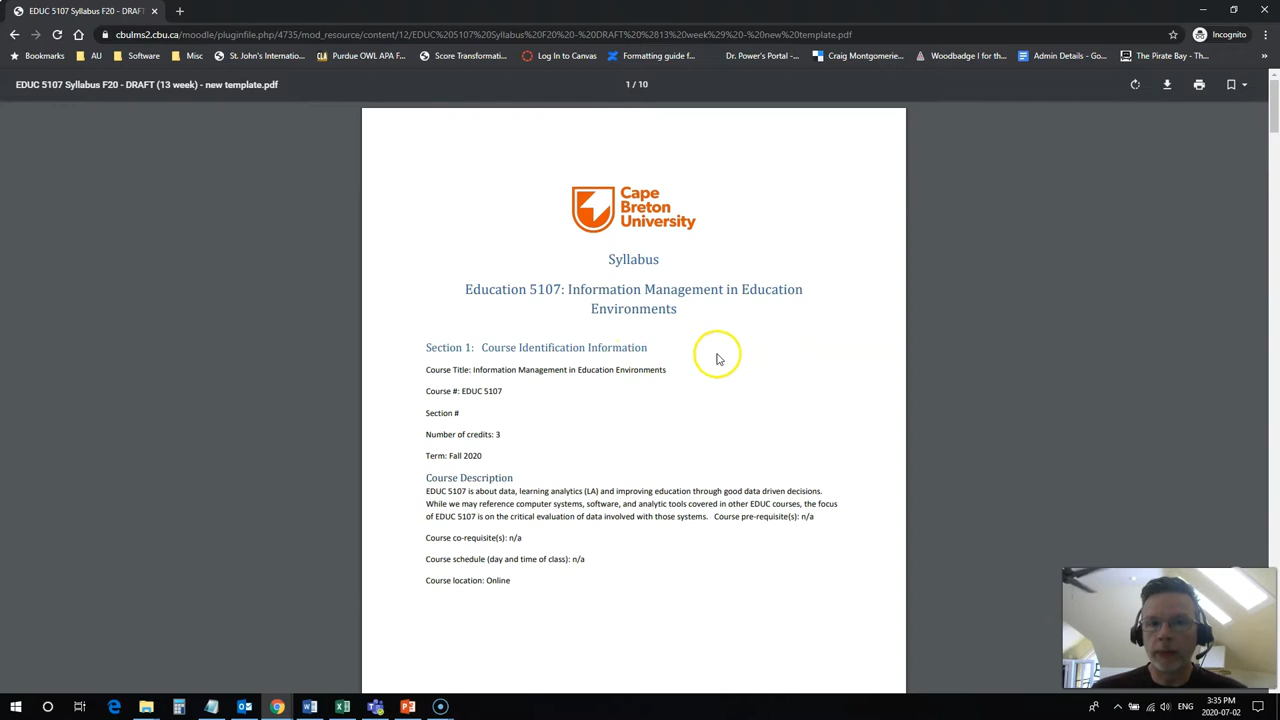 EDUC 5107 Syllabus F20 - DRAFT
cbulms2.cbu.ca/moodle/pluginfile.php/4735/mod_resource/content/12/EDUC%205107%20Syllabus%20F20%20-%20DRAFT%20%2813%20week%29%20-%20new%20template.pdf
Incognito
Bookmarks AU Software Misc St. John's Internatio... Purdue OWL APA F... Score Transformati... Log In to Canvas Formatting guide f... Dr. Power's Portal -... Craig Montgomerie... Woodbadge I for th... Admin Details - Go... The Pirate Bay - Th... »
EDUC 5107 Syllabus F20 - DRAFT (13 week) - new template.pdf
1 / 10
Cape
Breton
University
Syllabus
Education 5107: Information Management in Education
Environments
Section 1: Course Identification Information
Course Title: Information Management in Education Environments
Course #: EDUC 5107
Section #
Number of credits: 3
Term: Fall 2020
Course Description
EDUC 5107 is about data, learning analytics (LA) and improving education through good data driven decisions.
While we may reference computer systems, software, and analytic tools covered in other EDUC courses, the focus
of EDUC 5107 is on the critical evaluation of data involved with those systems. Course pre-requisite(s): n/a
Course co-requisite(s): n/a
Course schedule (day and time of class): n/a
Course location: Online
3:35 PM
2020-07-02